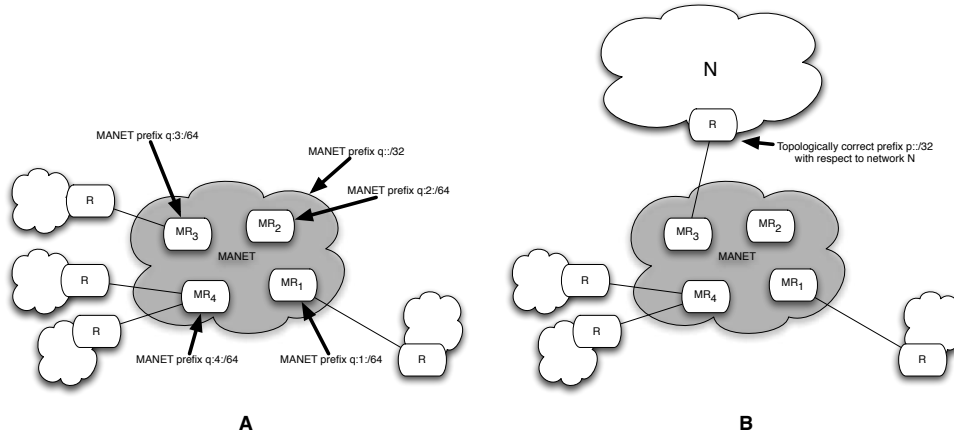 MANET prefix q:3:/64
MANET prefix q::/32
MANET prefix q:2:/64
R
MR3
MR2
MANET
R
MR4
MR1
R
MANET prefix q:4:/64
MANET prefix q:1:/64
R
A
N
R
Topologically correct prefix p::/32
with respect to network N
MR3
MR2
MANET
R
MR4
MR1
R
R
B